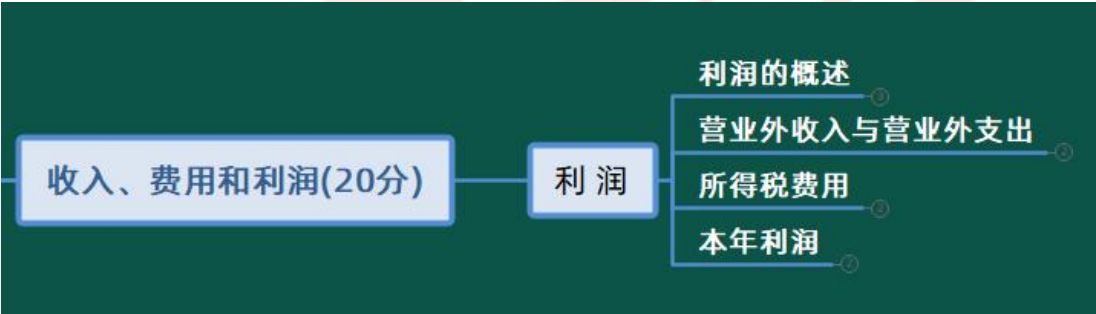 利润的概述
营业外收入与营业外支出
收入、费用和利润(20分)
利 润
所得税费用
本年利润